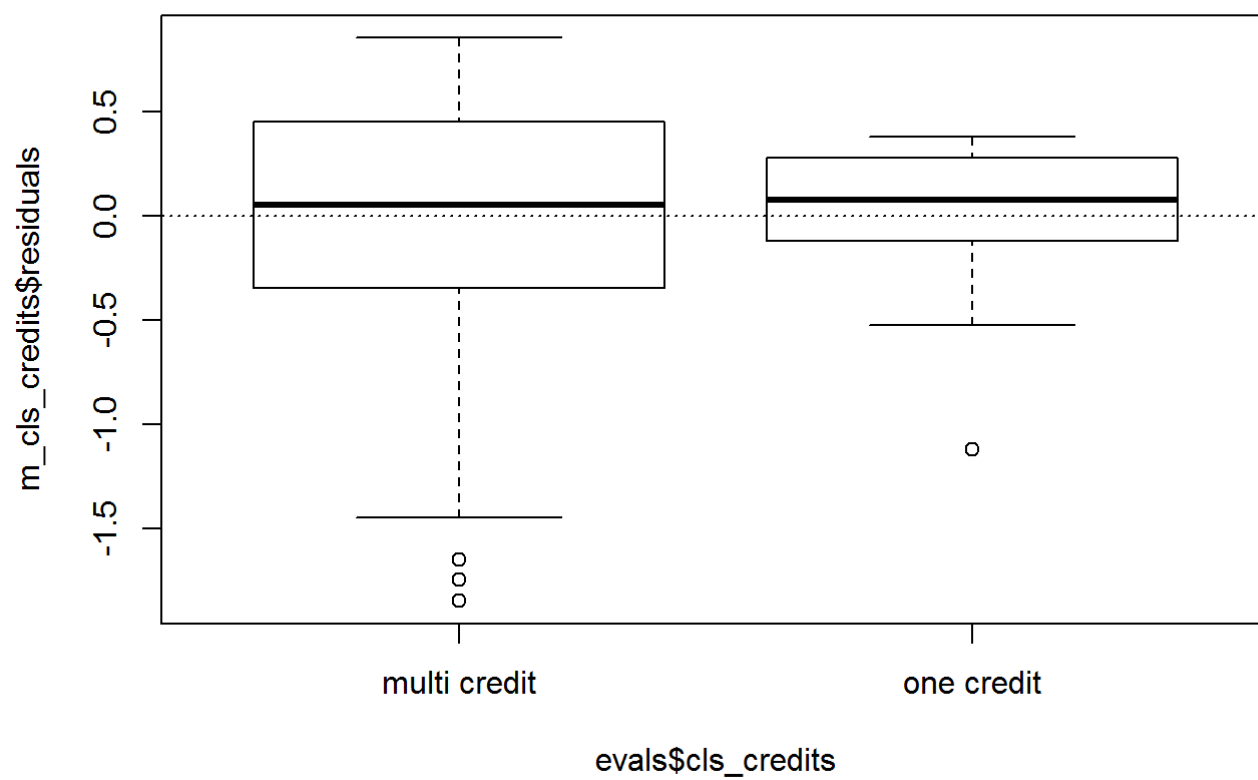 m_cls_credits$residuals
0.5
0.0
-0.5
-1.0
-1.5
multi credit
one credit
evals$cls_credits